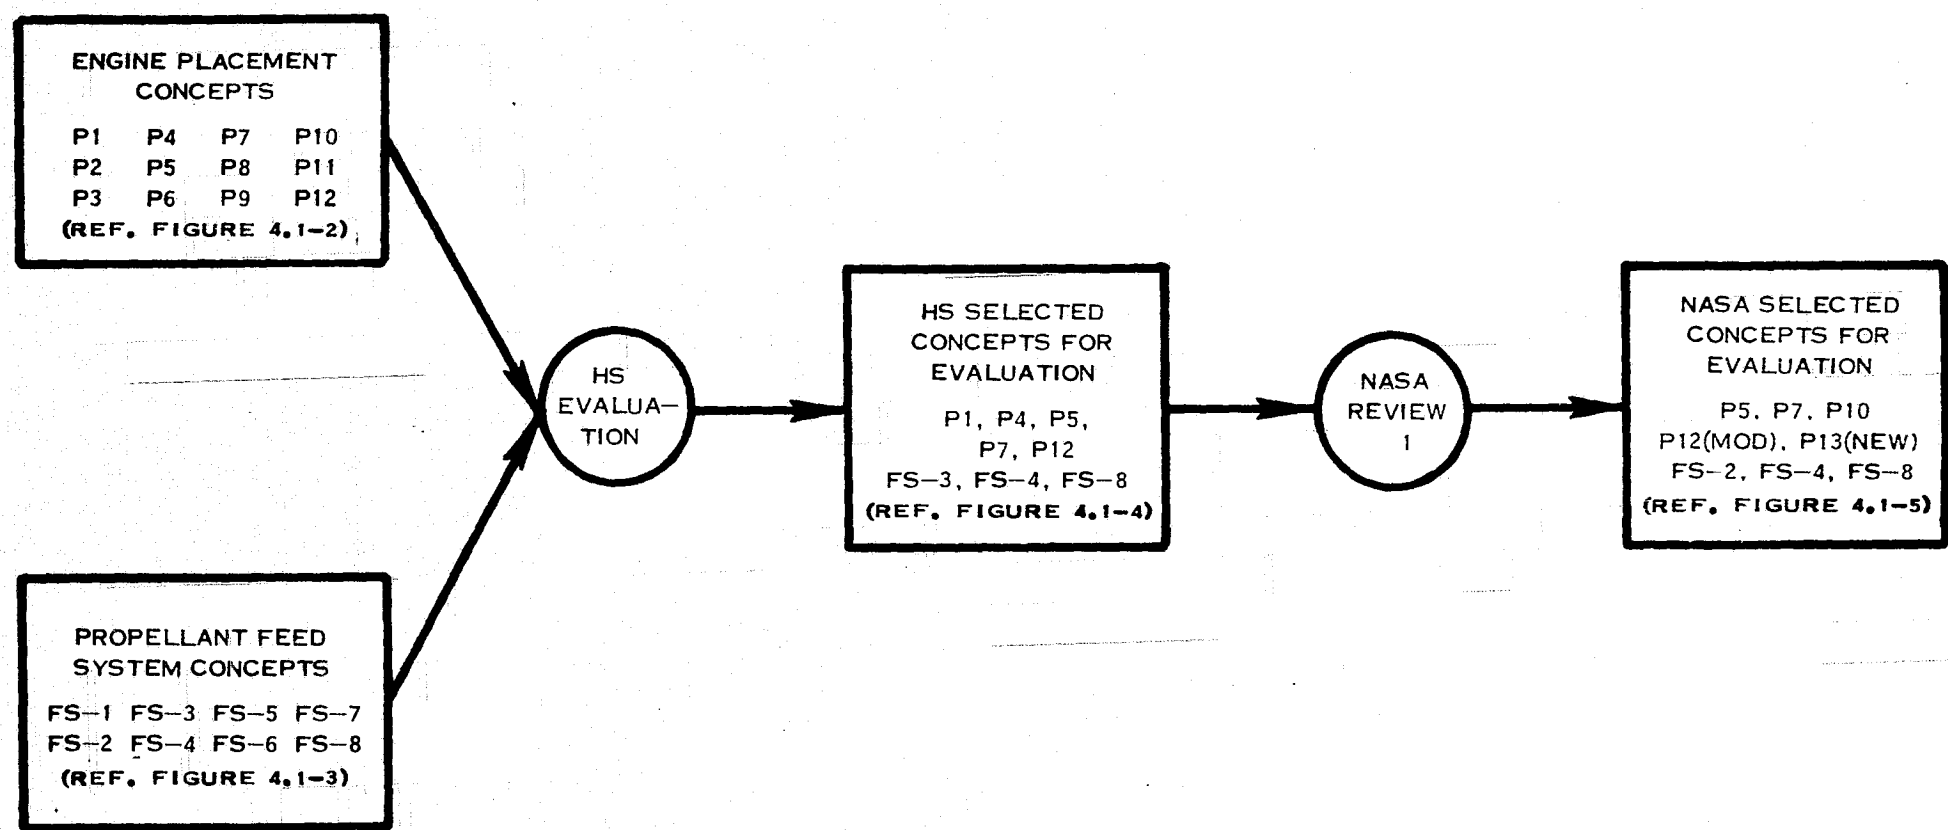 ENGINE PLACEMENT
CONCEPTS
P1 P4 P7 P10
P2 P5 P8 P11
P3 P6 P9 P12
(REF. FIGURE 4.1-2)
PROPELLANT FEED
SYSTEM CONCEPTS
FS-1 FS-3 FS-5 FS-7
FS-2 FS-4 FS-6 FS-8
(REF. FIGURE 4.1-3)
HS
EVALUA-
TION
HS SELECTED
CONCEPTS FOR
EVALUATION
P1, P4, P5,
P7, P12
FS-3, FS-4, FS-8
(REF. FIGURE 4.1-4)
NASA
REVIEW
1
NASA SELECTED
CONCEPTS FOR
EVALUATION
P5, P7, P10
P12(MOD), P13(NEW)
FS-2, FS-4, FS-8
(REF. FIGURE 4.1-5)